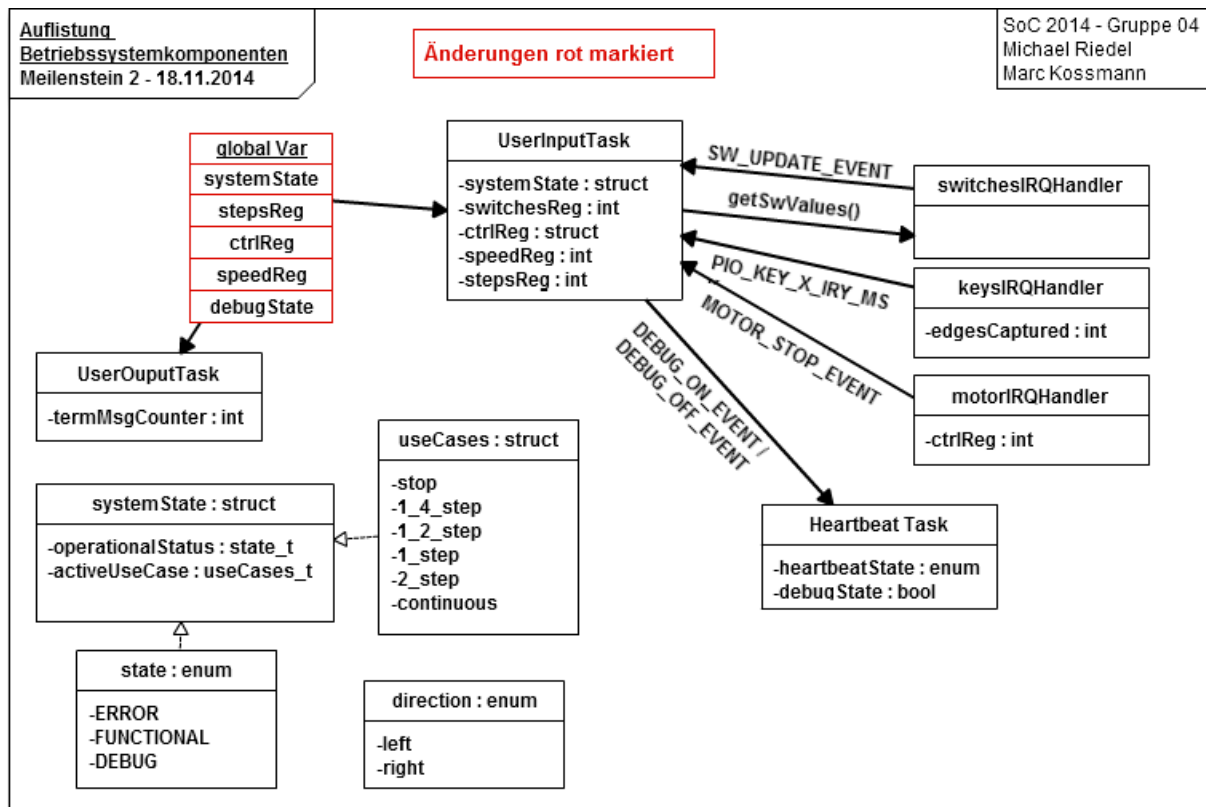 Auflistung
Betriebssystemkomponenten
Meilenstein 2 - 18.11.2014
Änderungen rot markiert
SoC 2014 - Gruppe 04
Michael Riedel
Marc Kossmann
global Var
systemState
stepsReg
ctrlReg
speedReg
debugState
UserInputTask
-systemState : struct
-switchesReg : int
-ctrlReg : struct
-speedReg : int
-stepsReg : int
SW_UPDATE_EVENT
getSwValues()
PIO_KEY_X_IRY_MS
MOTOR_STOP_EVENT
DEBUG_ON_EVENT /
DEBUG_OFF_EVENT
switchesIRQHandler
keysIRQHandler
-edgesCaptured : int
motorIRQHandler
-ctrlReg : int
UserOuputTask
-termMsgCounter : int
useCases : struct
-stop
-1_4_step
-1_2_step
-1_step
-2_step
-continuous
systemState : struct
-operationalStatus : state_t
-activeUseCase : useCases_t
Heartbeat Task
-heartbeatState : enum
-debugState : bool
state : enum
-ERROR
-FUNCTIONAL
-DEBUG
direction : enum
-left
-right